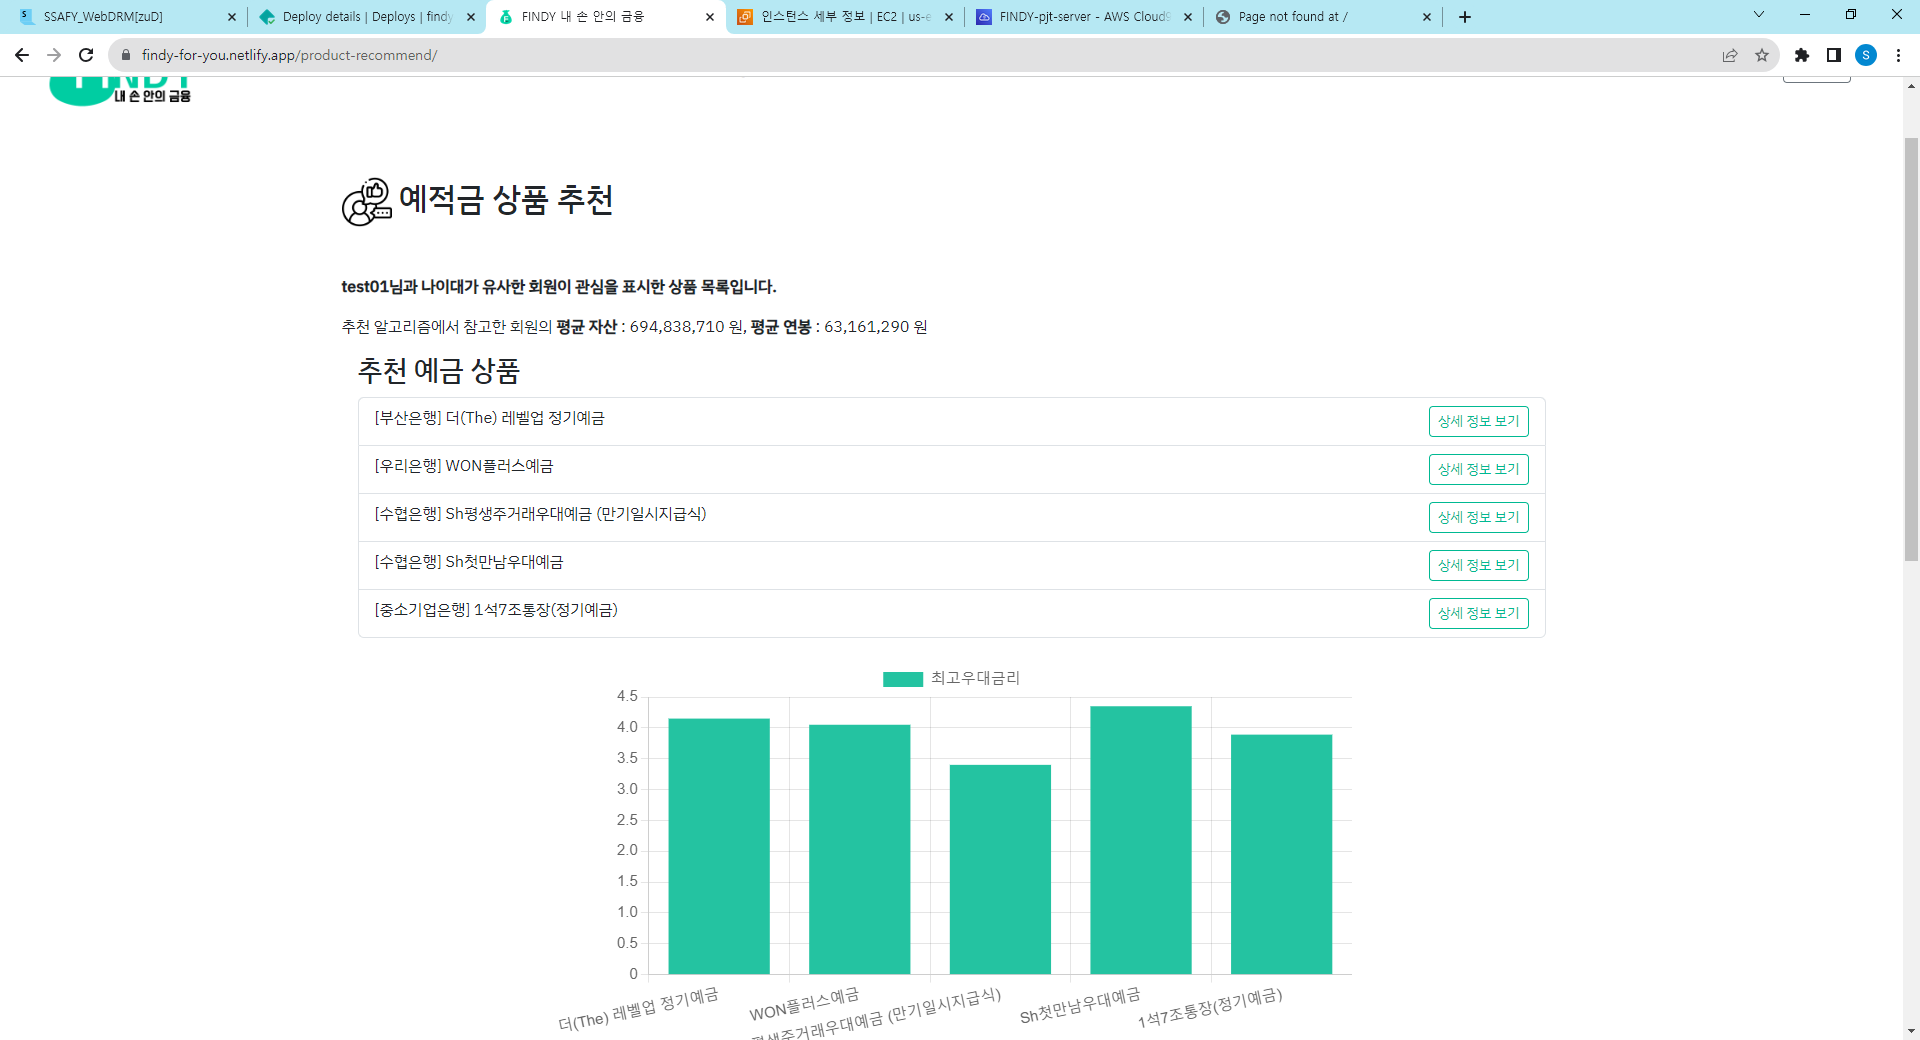 SSAFY_WebDRM[zuD]
Deploy details | Deploys | findy
FINDY 내 손 안의 금융
인스턴스 세부 정보 | EC2 | us-e
FINDY-pjt-server - AWS Cloud9
Page not found at /
findy-for-you.netlify.app/product-recommend/
S
FINDY
내 손 안의 금융
예적금 상품 추천
test01님과 나이대가 유사한 회원이 관심을 표시한 상품 목록입니다.
추천 알고리즘에서 참고한 회원의 평균 자산 : 694,838,710 원, 평균 연봉 : 63,161,290 원
추천 예금 상품
[부산은행] 더(The) 레벨업 정기예금 상세 정보 보기
[우리은행] WON플러스예금 상세 정보 보기
[수협은행] Sh평생주거래우대예금 (만기일시지급식) 상세 정보 보기
[수협은행] Sh첫만남우대예금 상세 정보 보기
[중소기업은행] 1석7조통장(정기예금) 상세 정보 보기
최고우대금리
4.5
4.0
3.5
3.0
2.5
2.0
1.5
1.0
0.5
0
더(The) 레벨업 정기예금
WON플러스예금
평생주거래우대예금 (만기일시지급식)
Sh첫만남우대예금
1석7조통장(정기예금)